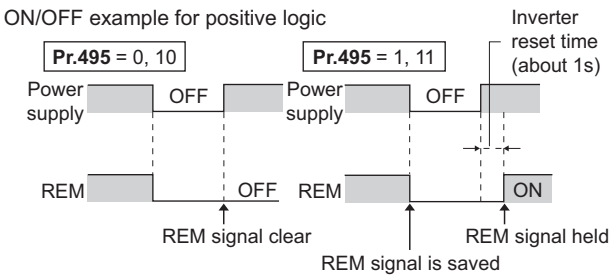 ON/OFF example for positive logic
Pr.495 = 0, 10
Power
supply
OFF
REM
OFF
REM signal clear
Pr.495 = 1, 11
Inverter
reset time
(about 1s)
Power
supply
OFF
REM
ON
REM signal held
REM signal is saved